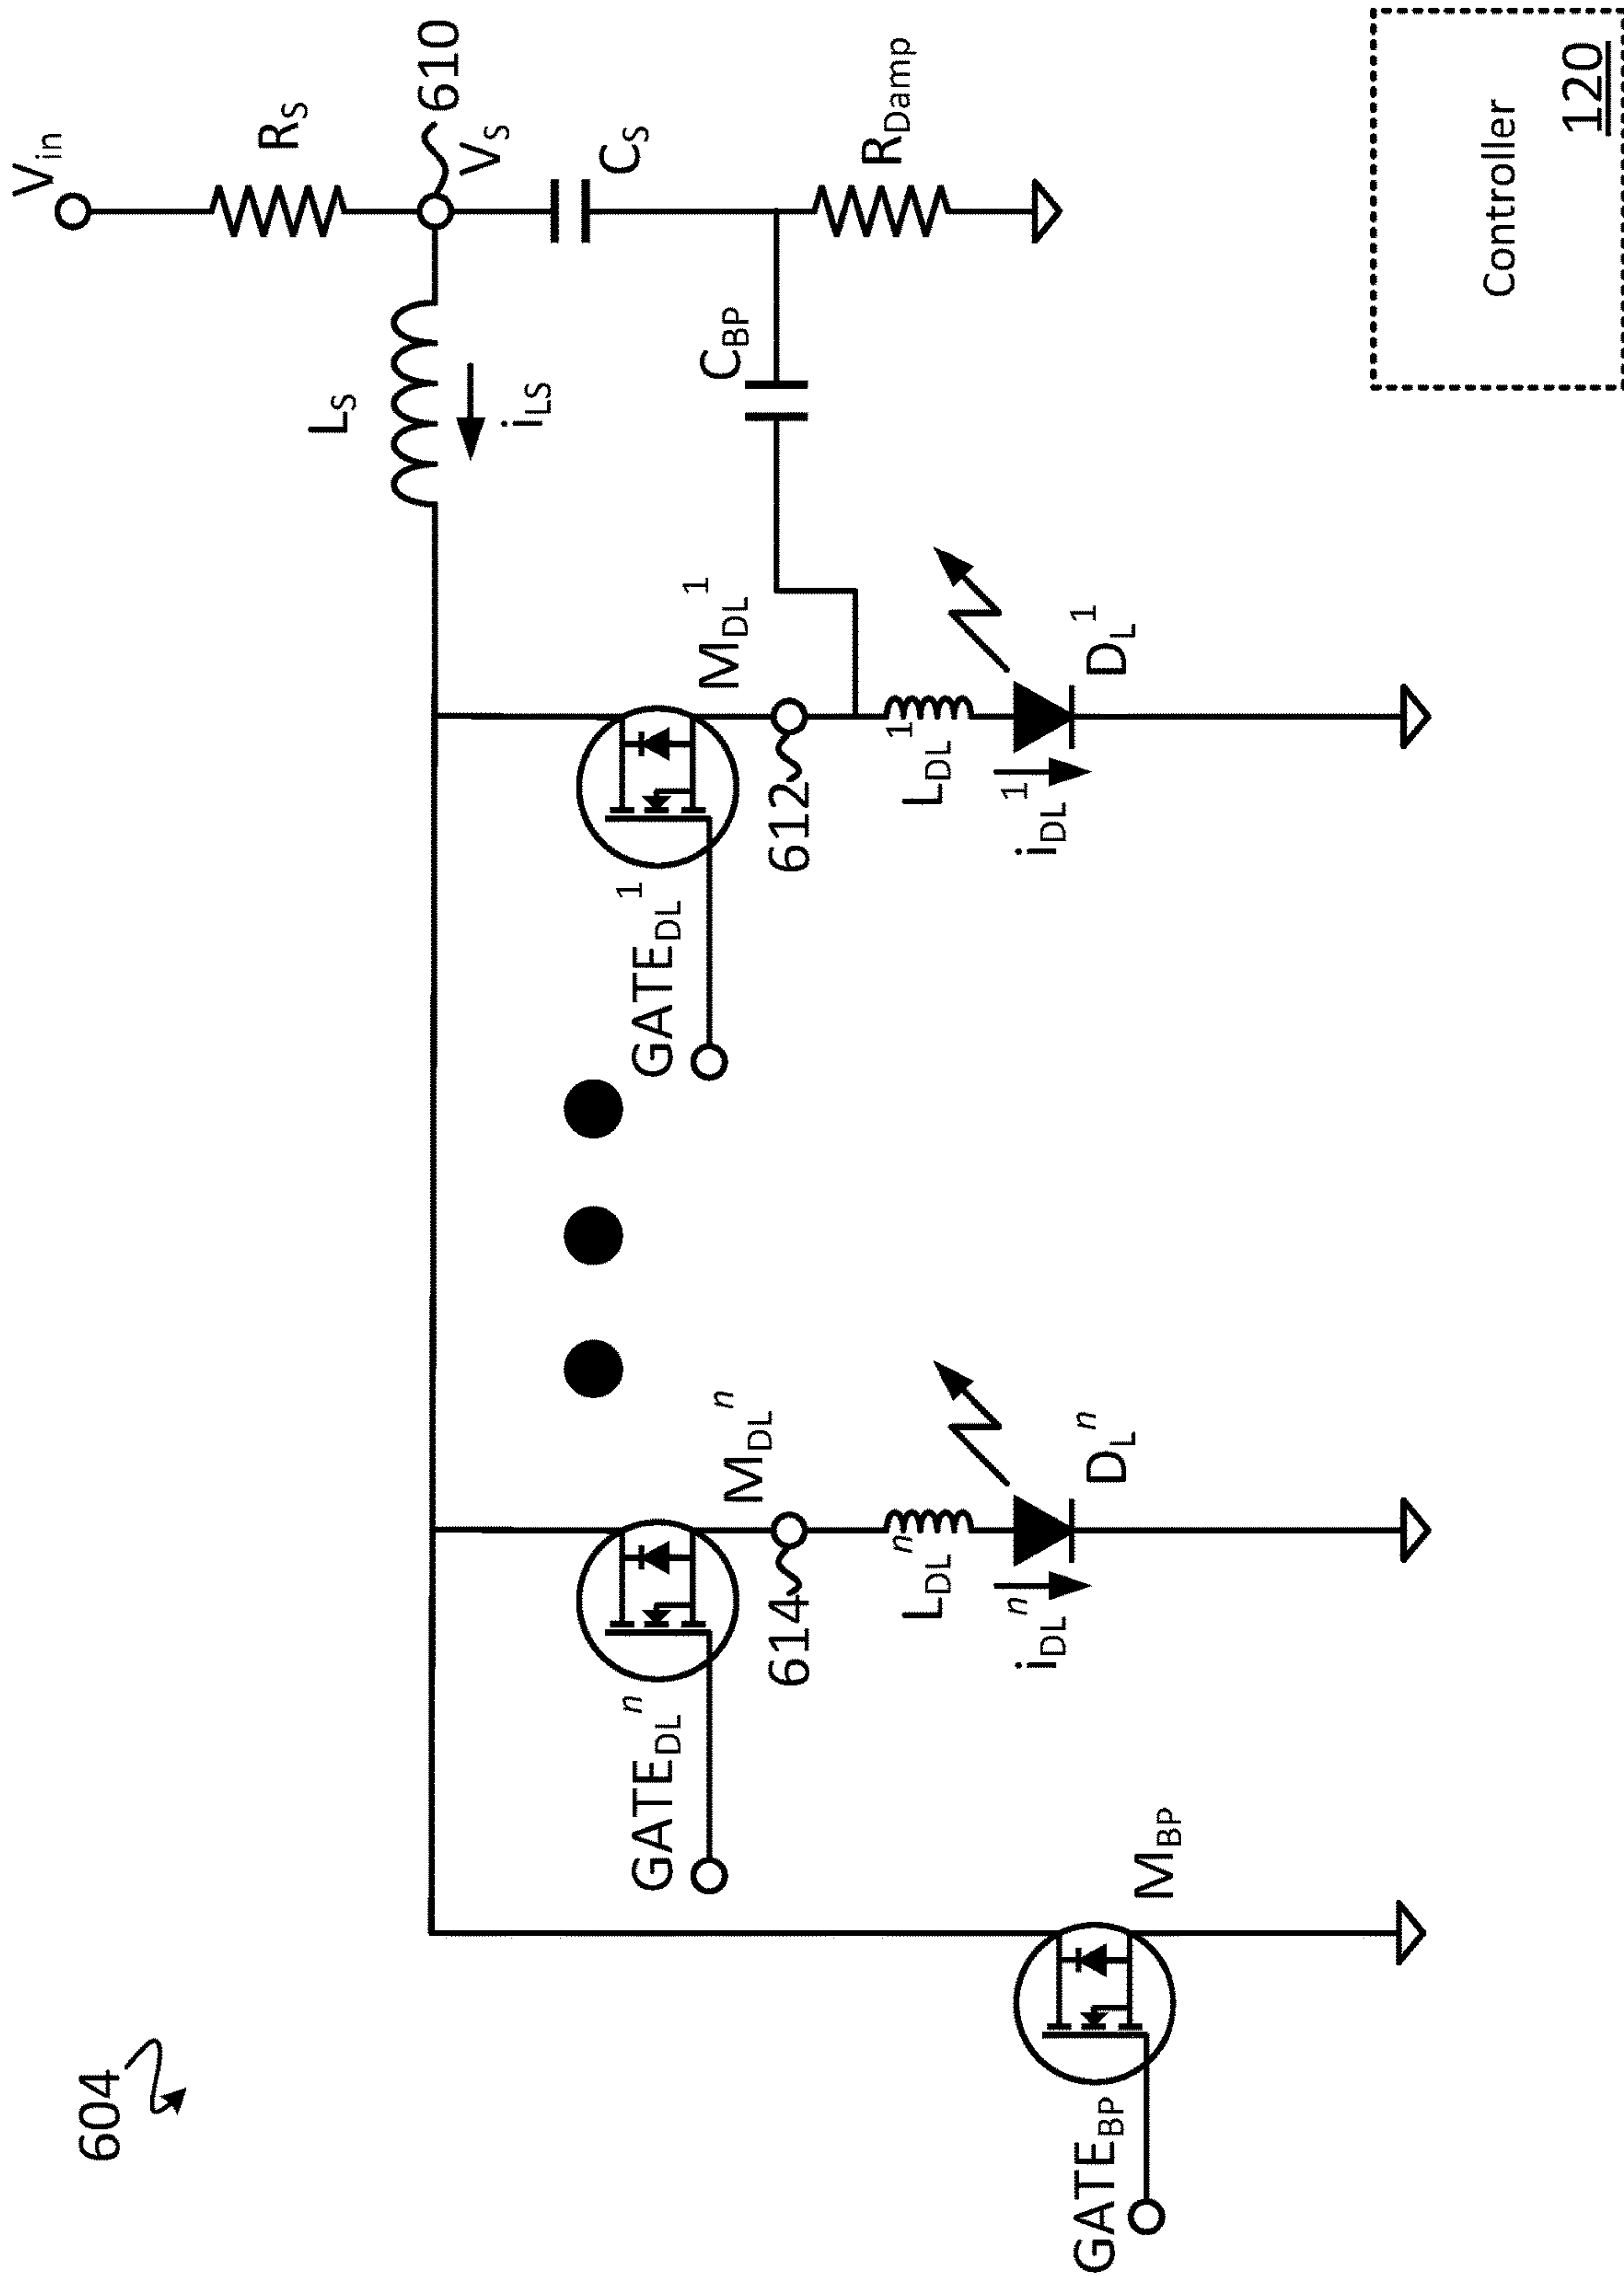 604
V_in
R_S
610
V_S
L_S
i_LS
C_S
C_BP
R_Damp
GATE_DL^1
M_DL^1
612
L_DL^1
i_DL^1
D_L^1
GATE_DL^n
M_DL^n
614
L_DL^n
i_DL^n
D_L^n
GATE_BP
M_BP
Controller
120